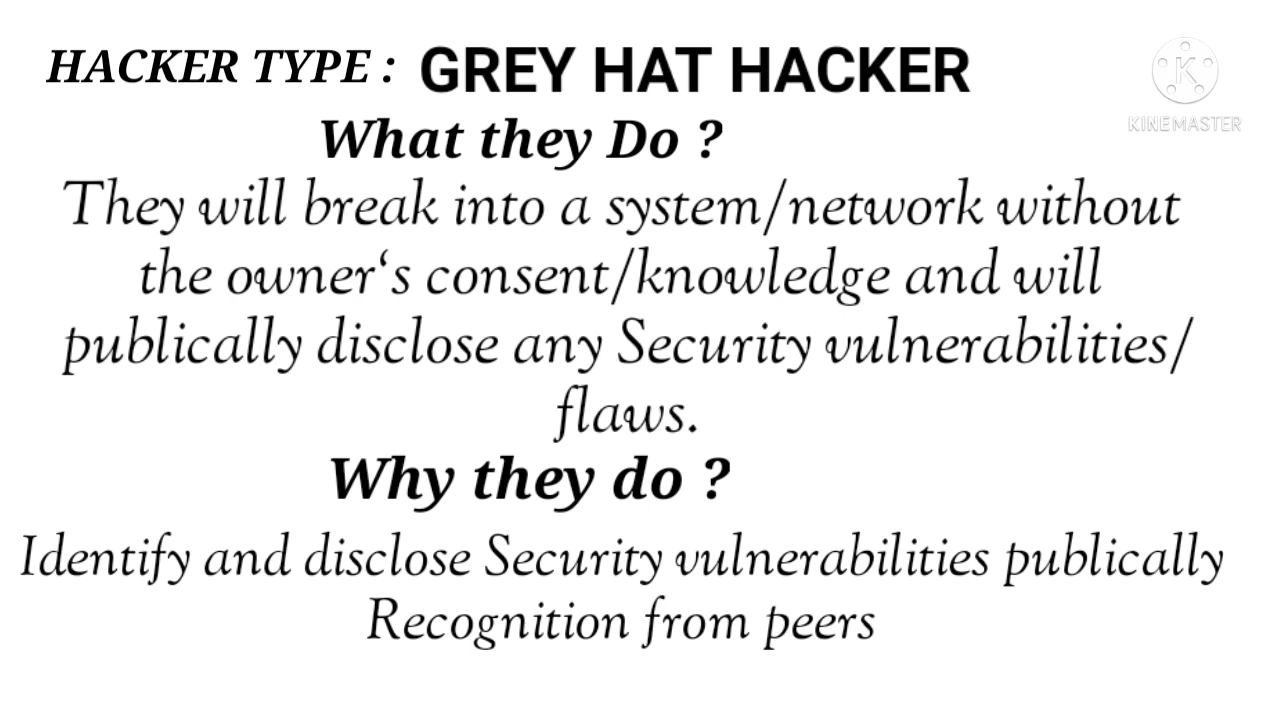 HACKER TYPE : GREY HAT HACKER
KINEMASTER
What they Do ?
They will break into a system/network without
the owner‘s consent/knowledge and will
publically disclose any Security vulnerabilities/
flaws.
Why they do ?
Identify and disclose Security vulnerabilities publically
Recognition from peers